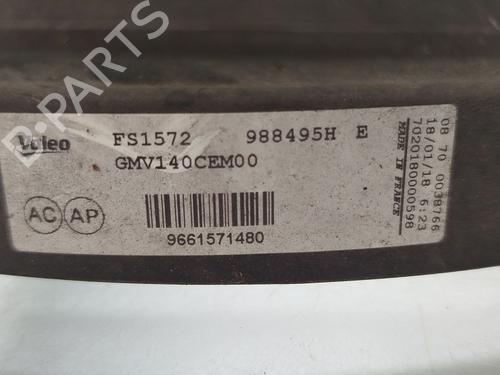 Valeo
FS1572 988495H E
GMV140CEM00
AC AP
9661571480
MADE IN FRANCE
08 70 0038766
18/01/18 6:23
7020180000598
B-PARTS